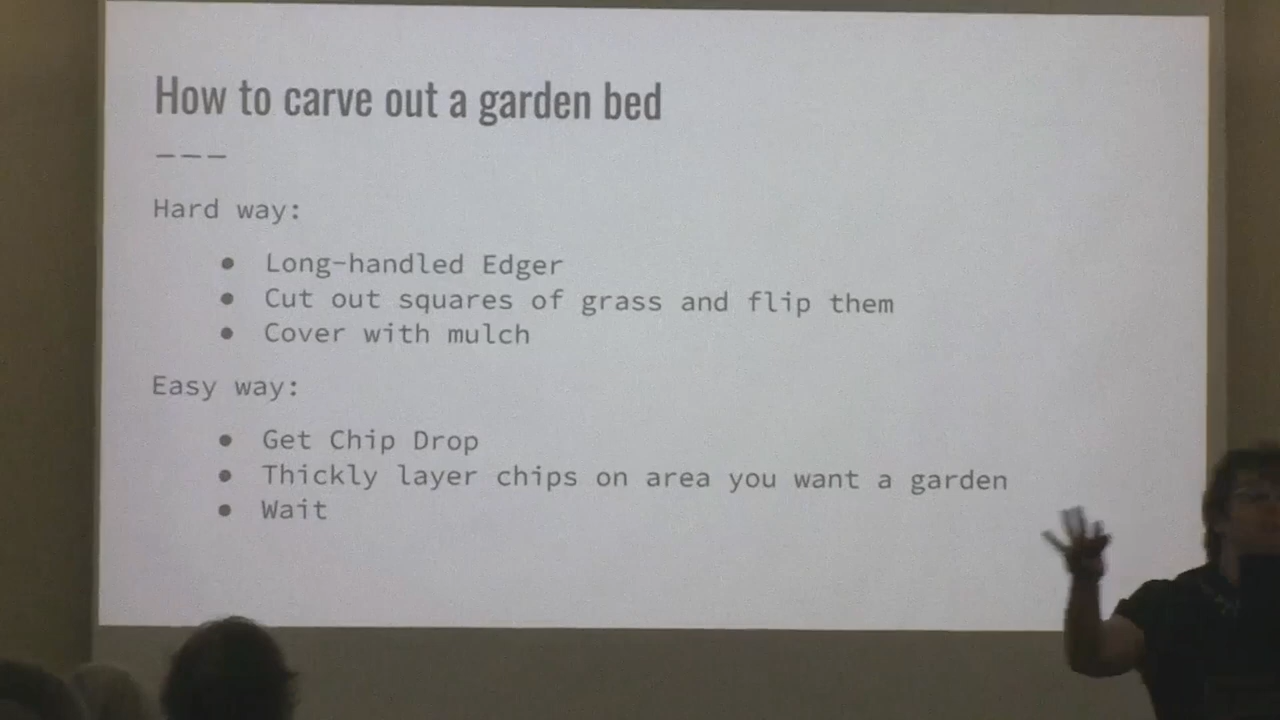 How to carve out a garden bed
———
Hard way:
● Long-handled Edger
● Cut out squares of grass and flip them
● Cover with mulch
Easy way:
● Get Chip Drop
● Thickly layer chips on area you want a garden
● Wait